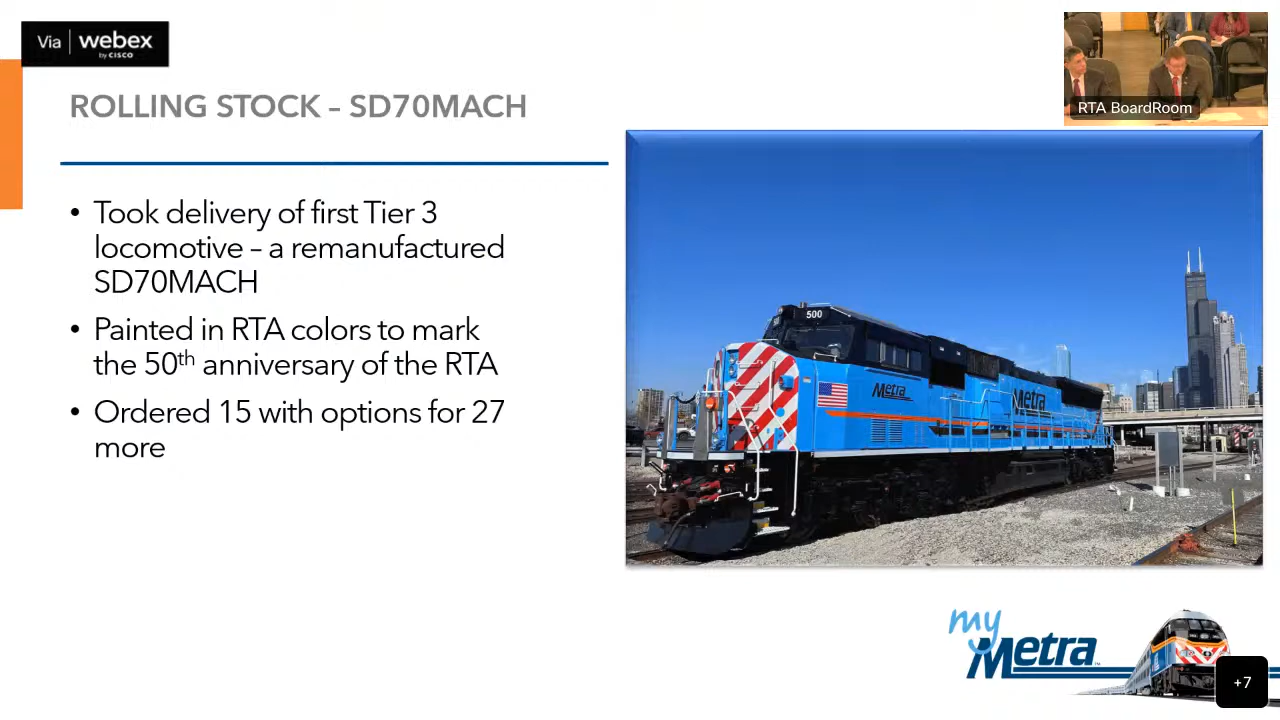 Via webex
by CISCO
RTA BoardRoom
ROLLING STOCK – SD70MACH
• Took delivery of first Tier 3
locomotive – a remanufactured
SD70MACH
• Painted in RTA colors to mark
the 50th anniversary of the RTA
• Ordered 15 with options for 27
more
500
Metra
Metra
my
Metra
+7